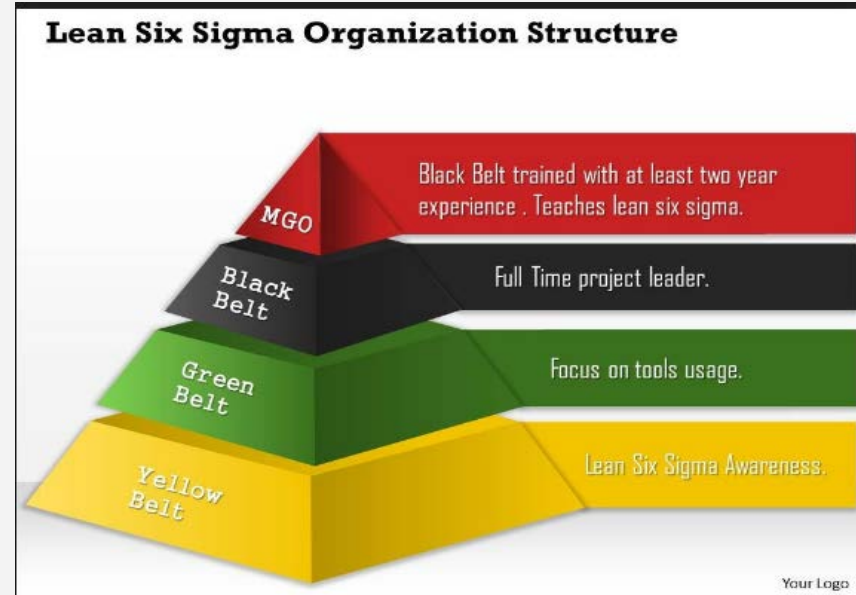 Lean Six Sigma Organization Structure
MGO
Black Belt trained with at least two year
experience . Teaches lean six sigma.
Black
Belt
Full Time project leader.
Green
Belt
Focus on tools usage.
Yellow
Belt
Lean Six Sigma Awareness.
Your Logo